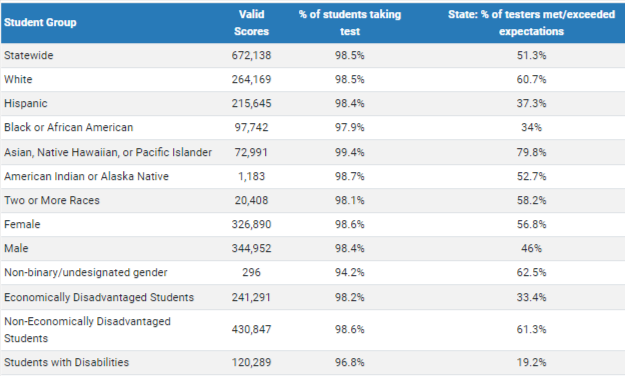 Student Group Valid Scores % of students taking test State: % of testers met/exceeded expectations
Statewide 672,138 98.5% 51.3%
White 264,169 98.5% 60.7%
Hispanic 215,645 98.4% 37.3%
Black or African American 97,742 97.9% 34%
Asian, Native Hawaiian, or Pacific Islander 72,991 99.4% 79.8%
American Indian or Alaska Native 1,183 98.7% 52.7%
Two or More Races 20,408 98.1% 58.2%
Female 326,890 98.6% 56.8%
Male 344,952 98.4% 46%
Non-binary/undesignated gender 296 94.2% 62.5%
Economically Disadvantaged Students 241,291 98.2% 33.4%
Non-Economically Disadvantaged Students 430,847 98.6% 61.3%
Students with Disabilities 120,289 96.8% 19.2%